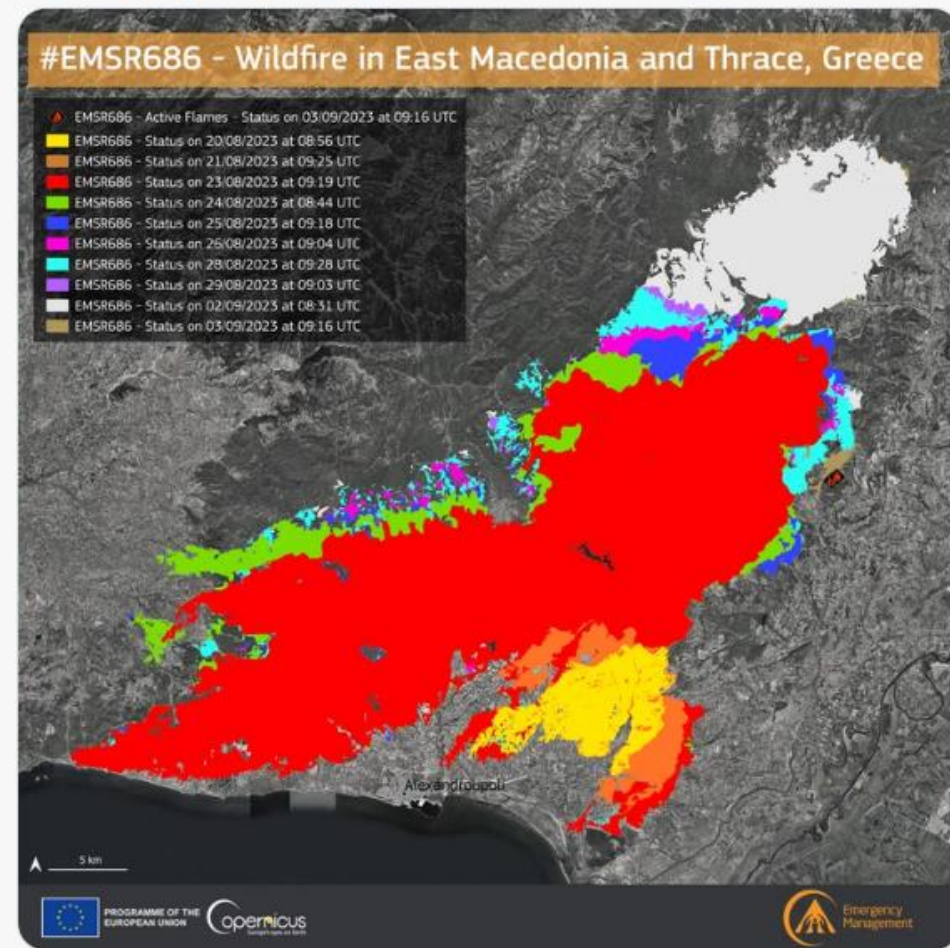 #EMSR686 - Wildfire in East Macedonia and Thrace, Greece
EMSR686 - Active Flames - Status on 03/09/2023 at 09:16 UTC
EMSR686 - Status on 20/08/2023 at 08:56 UTC
EMSR686 - Status on 21/08/2023 at 09:25 UTC
EMSR686 - Status on 23/08/2023 at 09:19 UTC
EMSR686 - Status on 24/08/2023 at 08:44 UTC
EMSR686 - Status on 25/08/2023 at 09:18 UTC
EMSR686 - Status on 26/08/2023 at 09:04 UTC
EMSR686 - Status on 28/08/2023 at 09:28 UTC
EMSR686 - Status on 29/08/2023 at 09:03 UTC
EMSR686 - Status on 02/09/2023 at 08:31 UTC
EMSR686 - Status on 03/09/2023 at 09:16 UTC
Alexandroupoli
5 km
PROGRAMME OF THE
EUROPEAN UNION
Copernicus
Europe's eyes on Earth
Emergency
Management